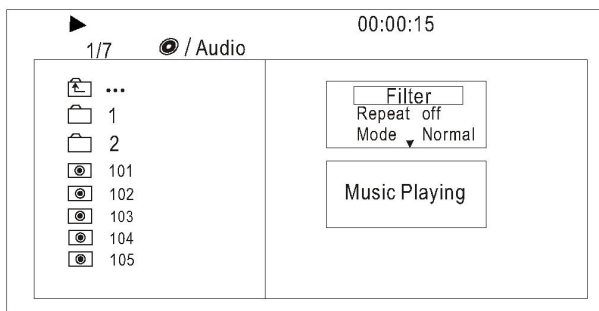 00:00:15
1/7 / Audio
...
1
2
101
102
103
104
105
Filter
Repeat off
Mode Normal
Music Playing